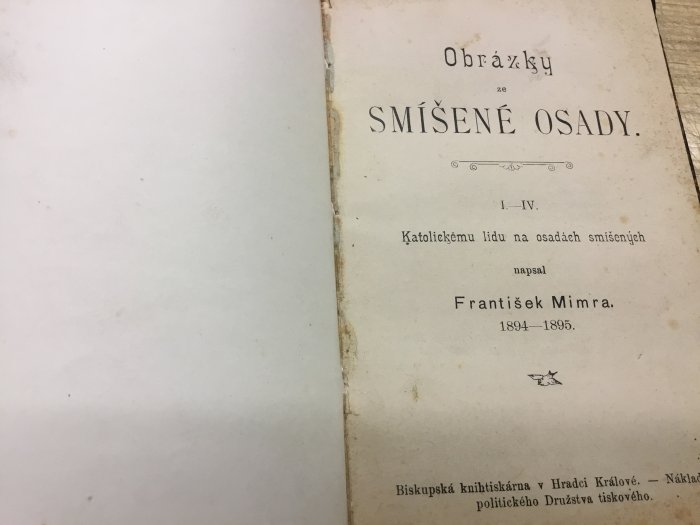 Obrázky
ze
SMÍŠENÉ OSADY.
I.—IV.
Katolickému lidu na osadách smíšených
napsal
František Mimra.
1894—1895.
Biskupská knihtiskárna v Hradci Králové. — Náklad
politického Družstva tiskového.